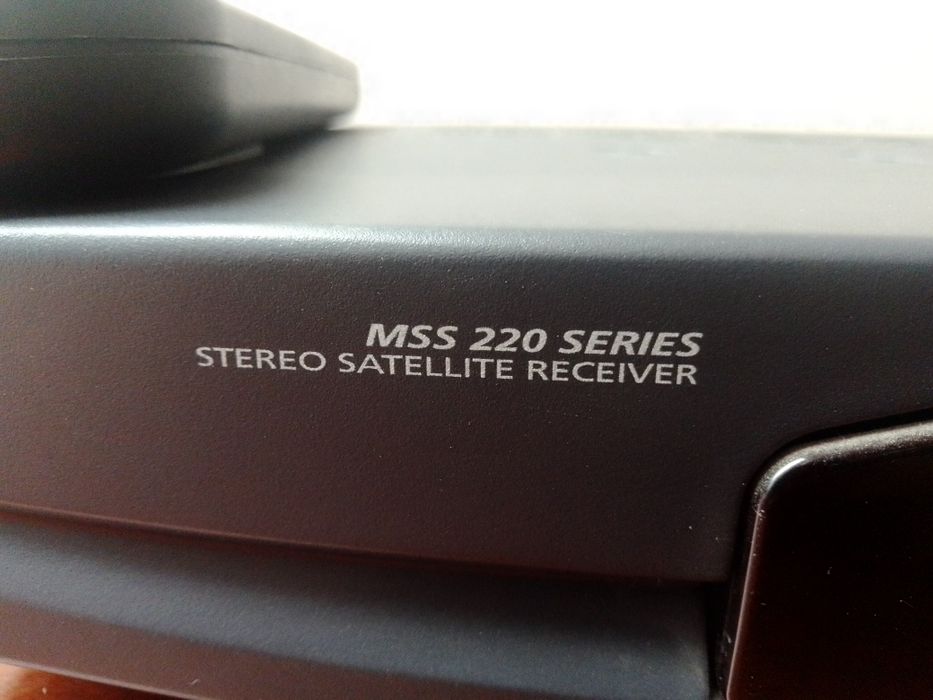 MSS 220 SERIES
STEREO SATELLITE RECEIVER